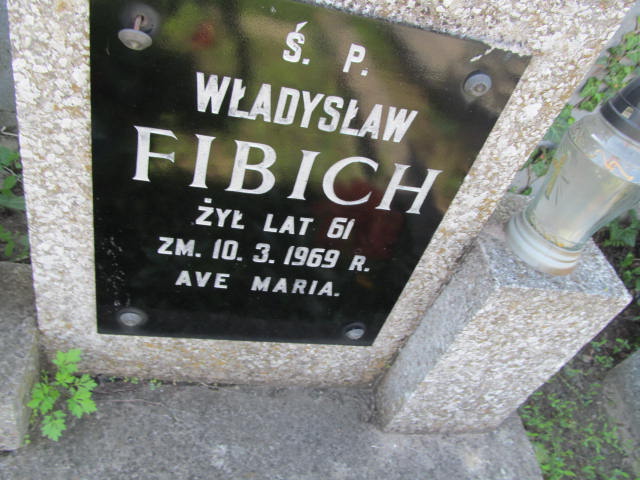 Ś. P.
WŁADYSŁAW
FIBICH
ŻYŁ LAT 61
ZM. 10. 3. 1969 R.
AVE MARIA.